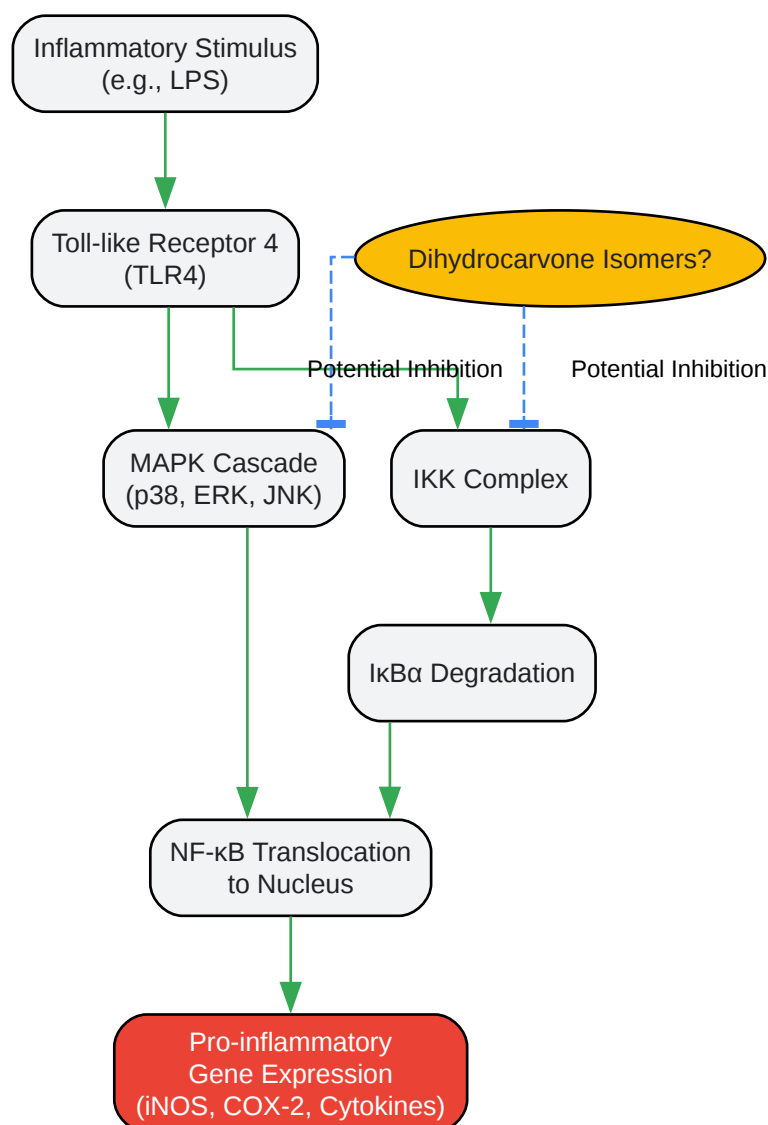 Inflammatory Stimulus
(e.g., LPS)
Toll-like Receptor 4
(TLR4)
Dihydrocarvone Isomers?
Potential Inhibition
Potential Inhibition
MAPK Cascade
(p38, ERK, JNK)
IKK Complex
IκBα Degradation
NF-κB Translocation
to Nucleus
Pro-inflammatory
Gene Expression
(iNOS, COX-2, Cytokines)